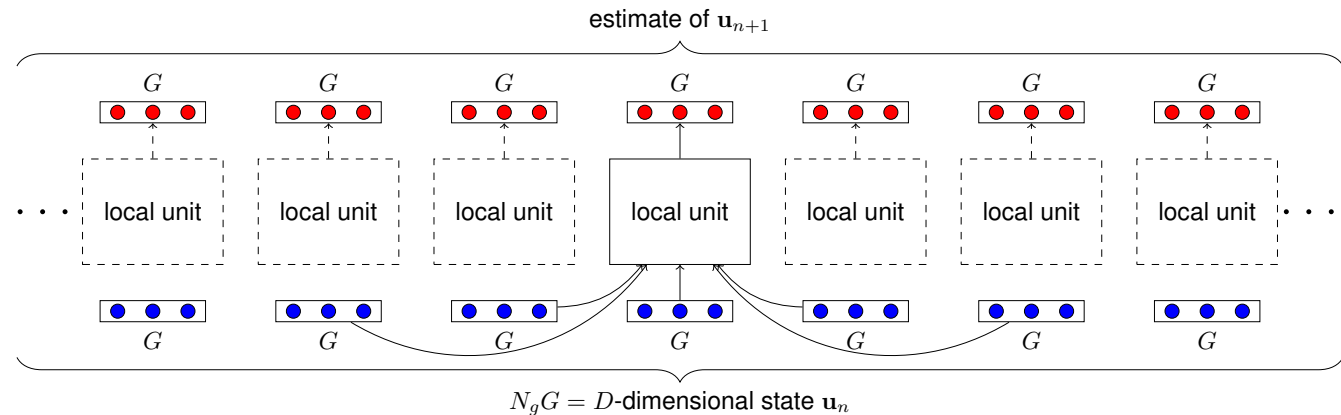 estimate of u_{n+1}
G G G G G G G
· · · local unit local unit local unit local unit local unit local unit local unit · · ·
G G G G G G G
N_gG = D-dimensional state u_n